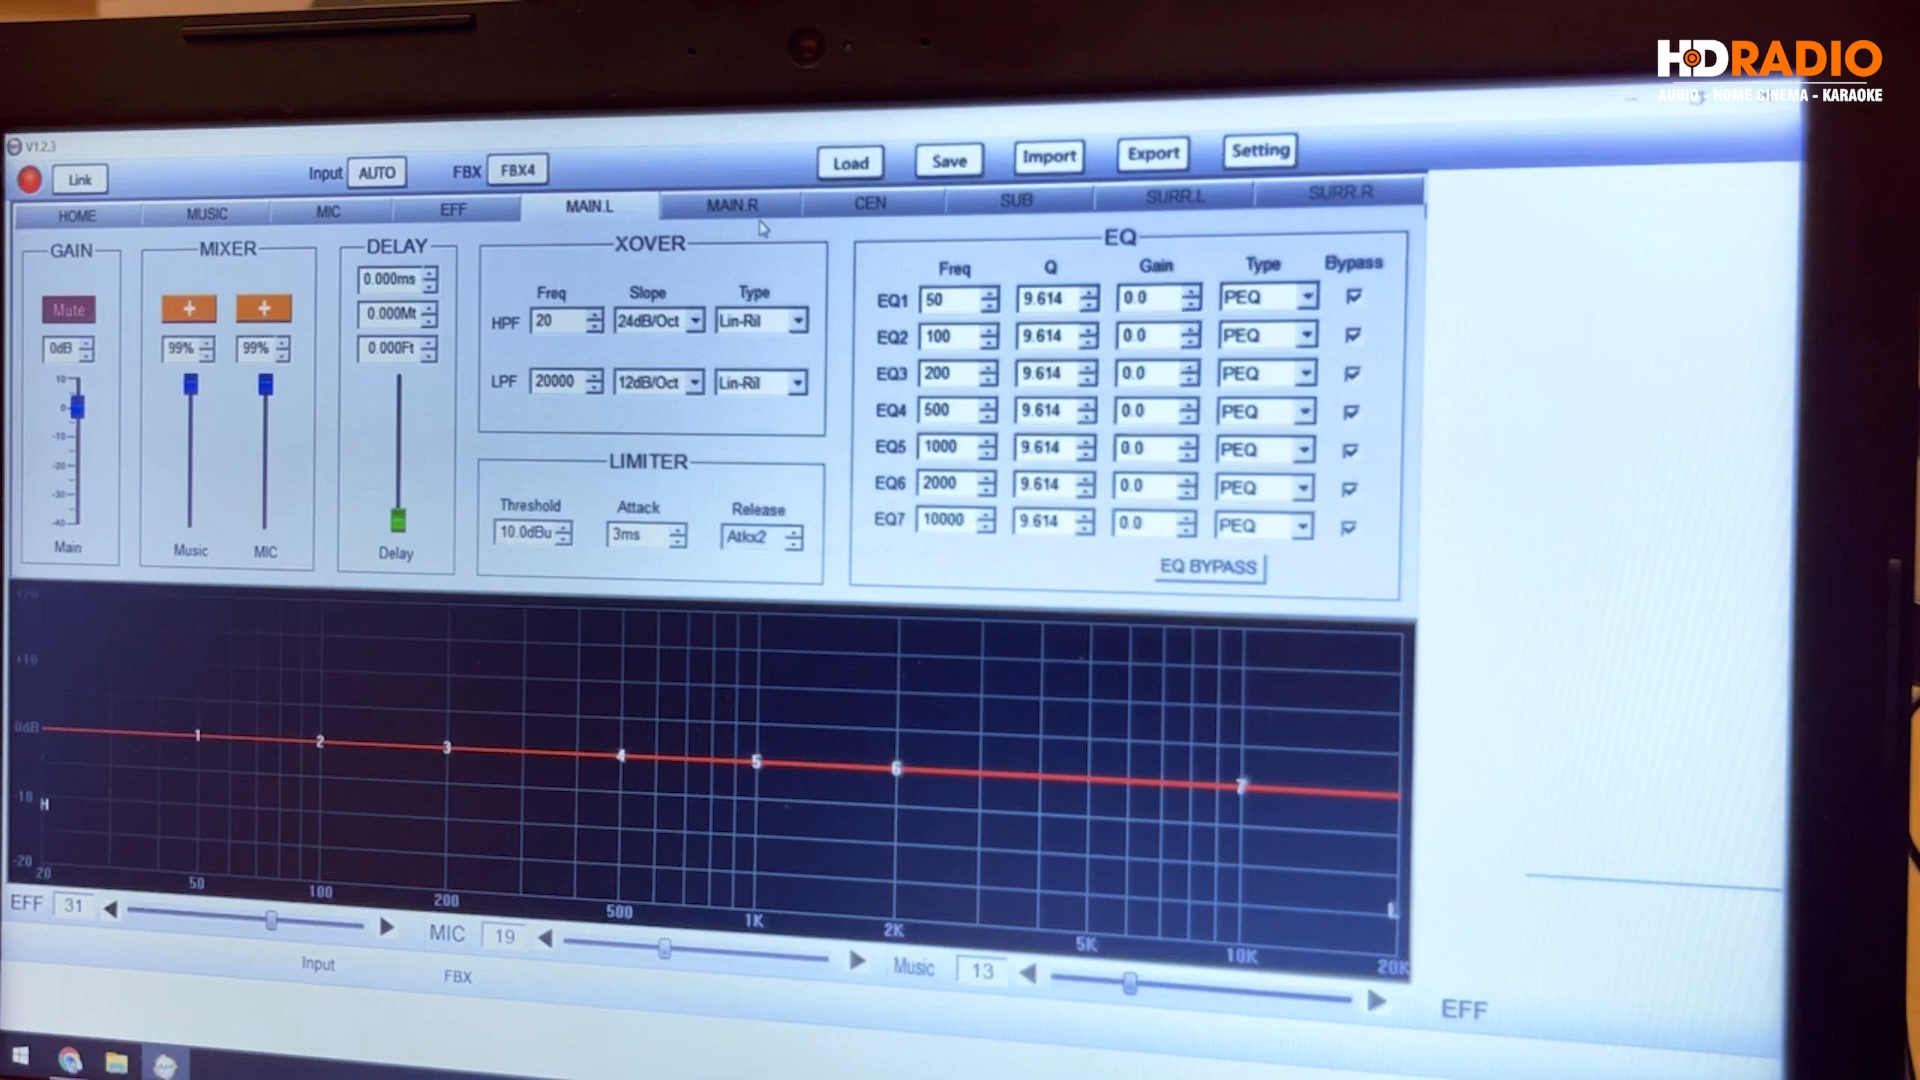 HDRADIO
AUDIO - HOME CINEMA - KARAOKE
V1.2.3
Link
Input AUTO FBX FBX4 Load Save Import Export Setting
HOME MUSIC MIC EFF MAIN.L MAIN.R CEN SUB SURR.L SURR.R
GAIN MIXER DELAY XOVER EQ
Freq Q Gain Type Bypass
0.000ms
Freq Slope Type
EQ1 50 9.614 0.0 PEQ
Mute + + 0.000Mt
HPF 20 24dB/Oct Lin-Ril
EQ2 100 9.614 0.0 PEQ
0dB 99% 99% 0.000Ft
EQ3 200 9.614 0.0 PEQ
LPF 20000 12dB/Oct Lin-Ril
10
0
-10
-20
-30
-40
EQ4 500 9.614 0.0 PEQ
EQ5 1000 9.614 0.0 PEQ
LIMITER
EQ6 2000 9.614 0.0 PEQ
Threshold Attack Release
EQ7 10000 9.614 0.0 PEQ
10.0dBu 3ms Atkx2
Main Music MIC Delay
EQ BYPASS
+20
+10
0dB
1 2 3 4 5 6 7
-10 H
L
-20
20 50 100 200 500 1K 2K 5K 10K 20K
EFF 31 MIC 19 Music 13 EFF
Input FBX